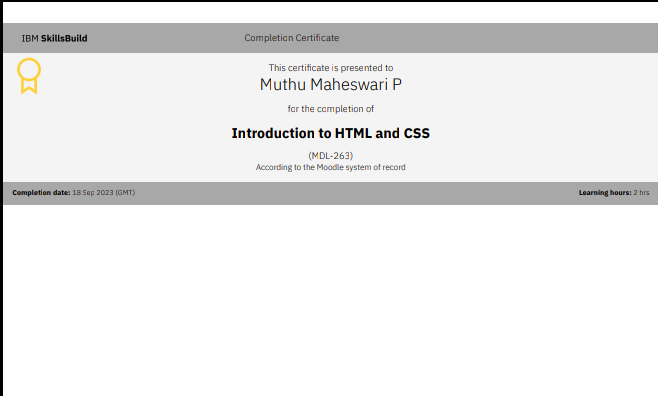 IBM SkillsBuild
Completion Certificate
This certificate is presented to
Muthu Maheswari P
for the completion of
Introduction to HTML and CSS
(MDL-263)
According to the Moodle system of record
Completion date: 18 Sep 2023 (GMT)
Learning hours: 2 hrs